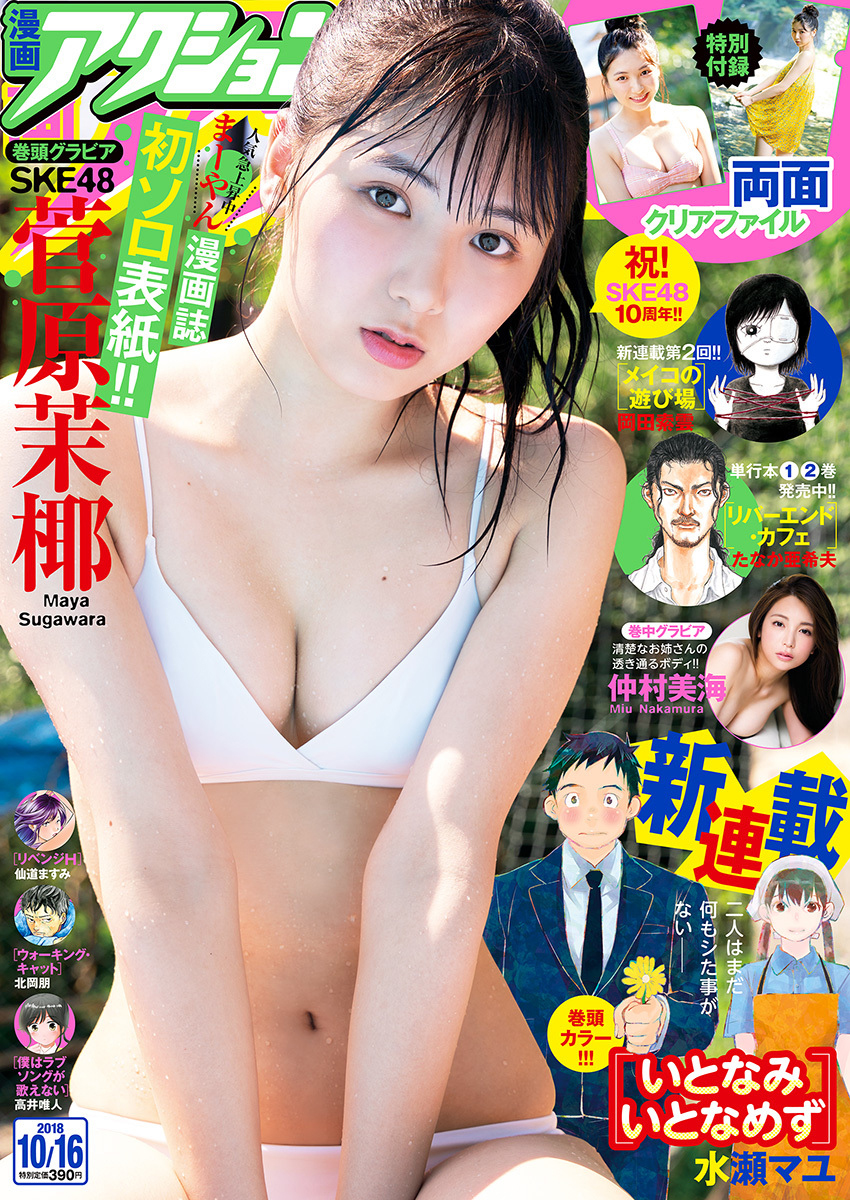 漫画
アクション
巻頭グラビア
SKE48
菅原茉椰
Maya
Sugawara
人気急上昇中
まーやん
漫画誌
初ソロ表紙!!
特別
付録
両面
クリアファイル
祝!
SKE48
10周年!!
新連載第2回!!
[メイコの
遊び場]
岡田索雲
単行本12巻
発売中!!
[リバーエンド
・カフェ]
たなか亜希夫
巻中グラビア
清楚なお姉さんの
透き通るボディ!!
仲村美海
Miu Nakamura
新連載
二人はまだ
何もシた事が
ない――
巻頭
カラー!!!
[いとなみ
いとなめず]
水瀬マユ
[リベンジH]
仙道ますみ
[ウォーキング・
キャット]
北岡朋
[僕はラブ
ソングが
歌えない]
高井唯人
2018
10/16
特別定価390円